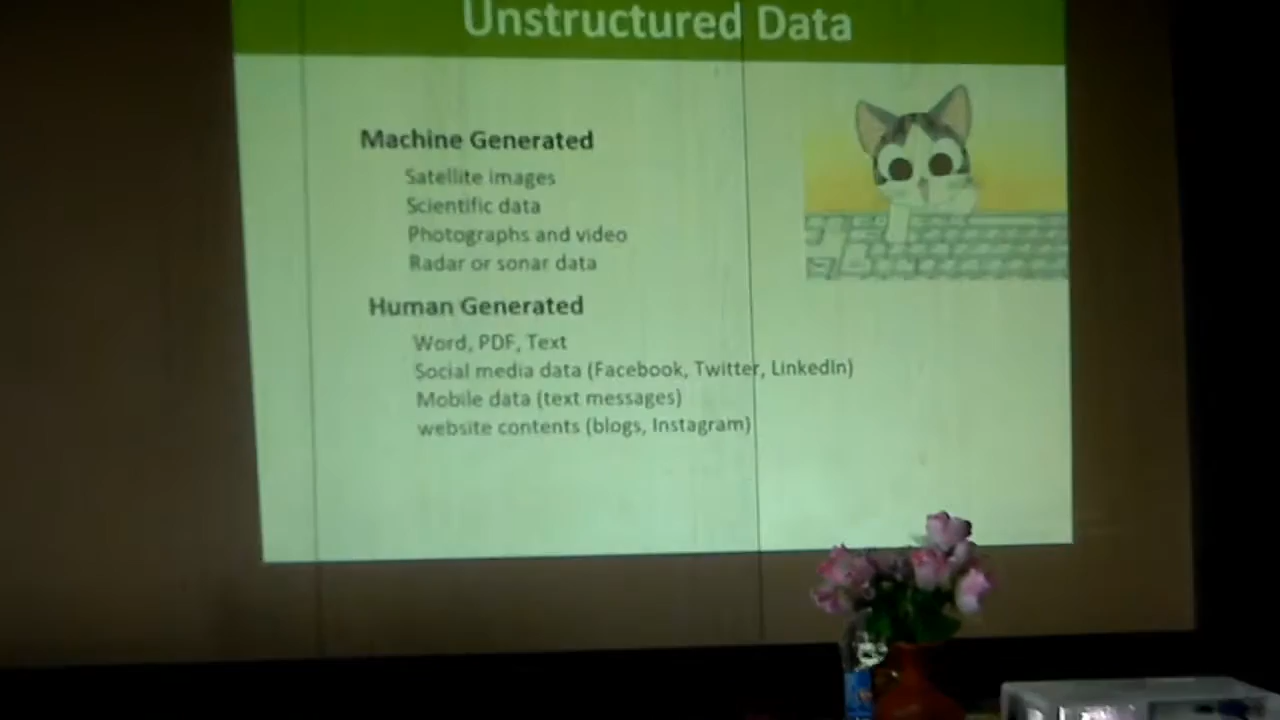 Unstructured Data
Machine Generated
Satellite images
Scientific data
Photographs and video
Radar or sonar data
Human Generated
Word, PDF, Text
Social media data (Facebook, Twitter, LinkedIn)
Mobile data (text messages)
website contents (blogs, Instagram)